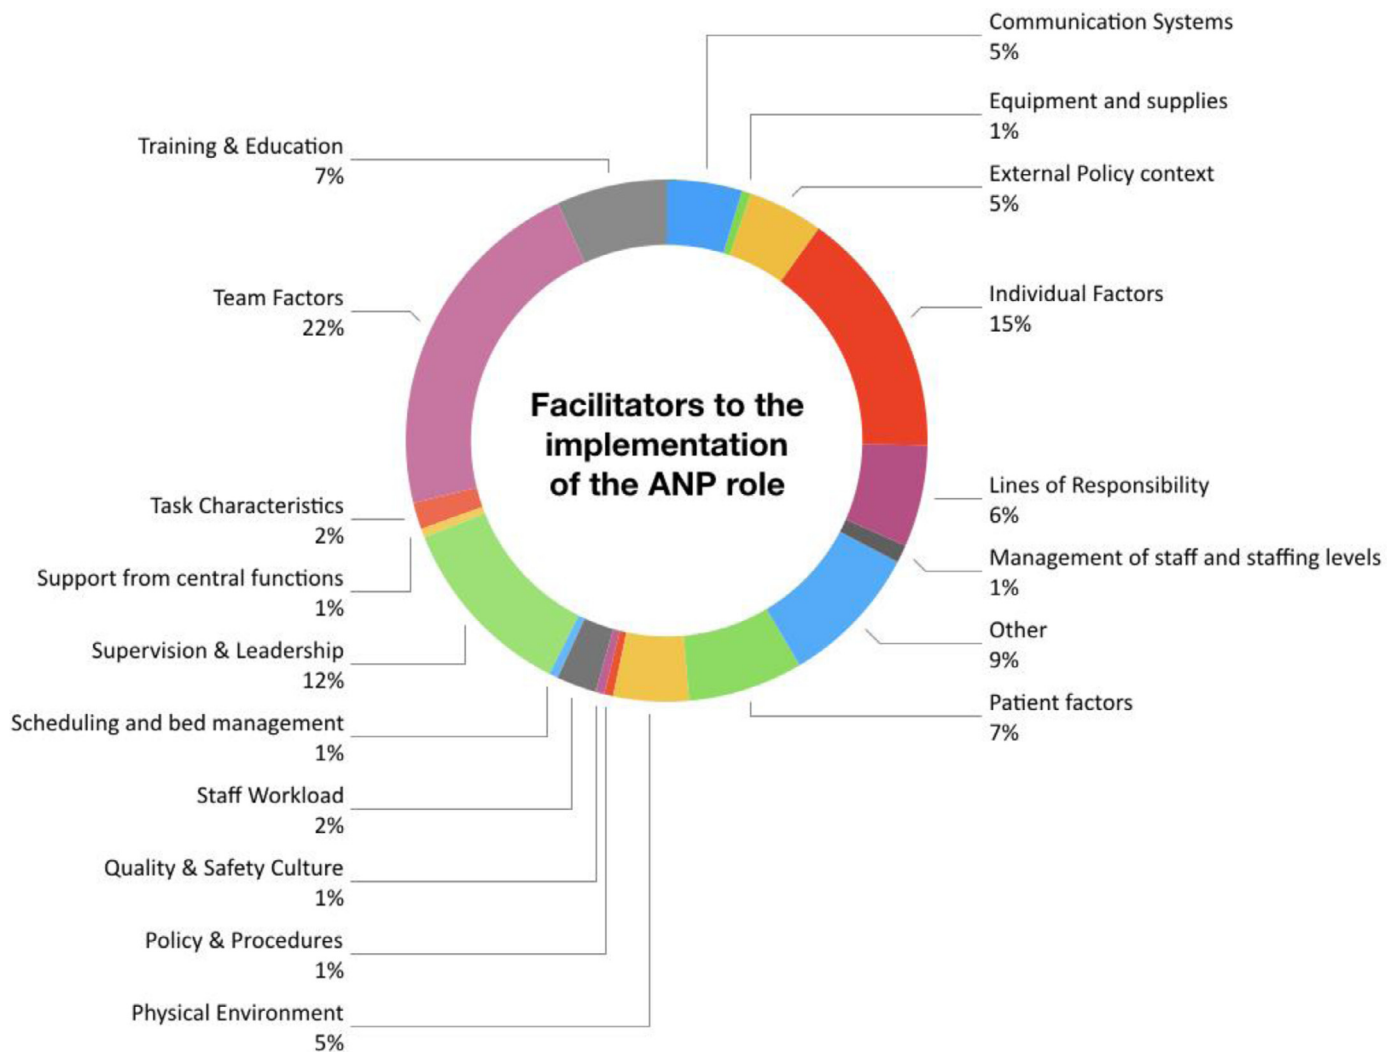 Communication Systems
5%
Equipment and supplies
1%
External Policy context
5%
Individual Factors
15%
Lines of Responsibility
6%
Management of staff and staffing levels
1%
Other
9%
Patient factors
7%
Training & Education
7%
Team Factors
22%
Task Characteristics
2%
Support from central functions
1%
Supervision & Leadership
12%
Scheduling and bed management
1%
Staff Workload
2%
Quality & Safety Culture
1%
Policy & Procedures
1%
Physical Environment
5%
Facilitators to the
implementation
of the ANP role